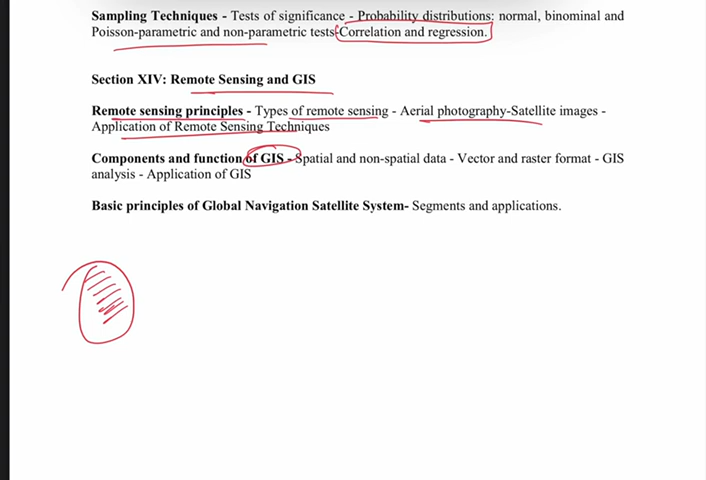 Sampling Techniques - Tests of significance - Probability distributions: normal, binominal and
Poisson-parametric and non-parametric tests-Correlation and regression.
Section XIV: Remote Sensing and GIS
Remote sensing principles - Types of remote sensing - Aerial photography-Satellite images -
Application of Remote Sensing Techniques
Components and function of GIS - Spatial and non-spatial data - Vector and raster format - GIS
analysis - Application of GIS
Basic principles of Global Navigation Satellite System- Segments and applications.